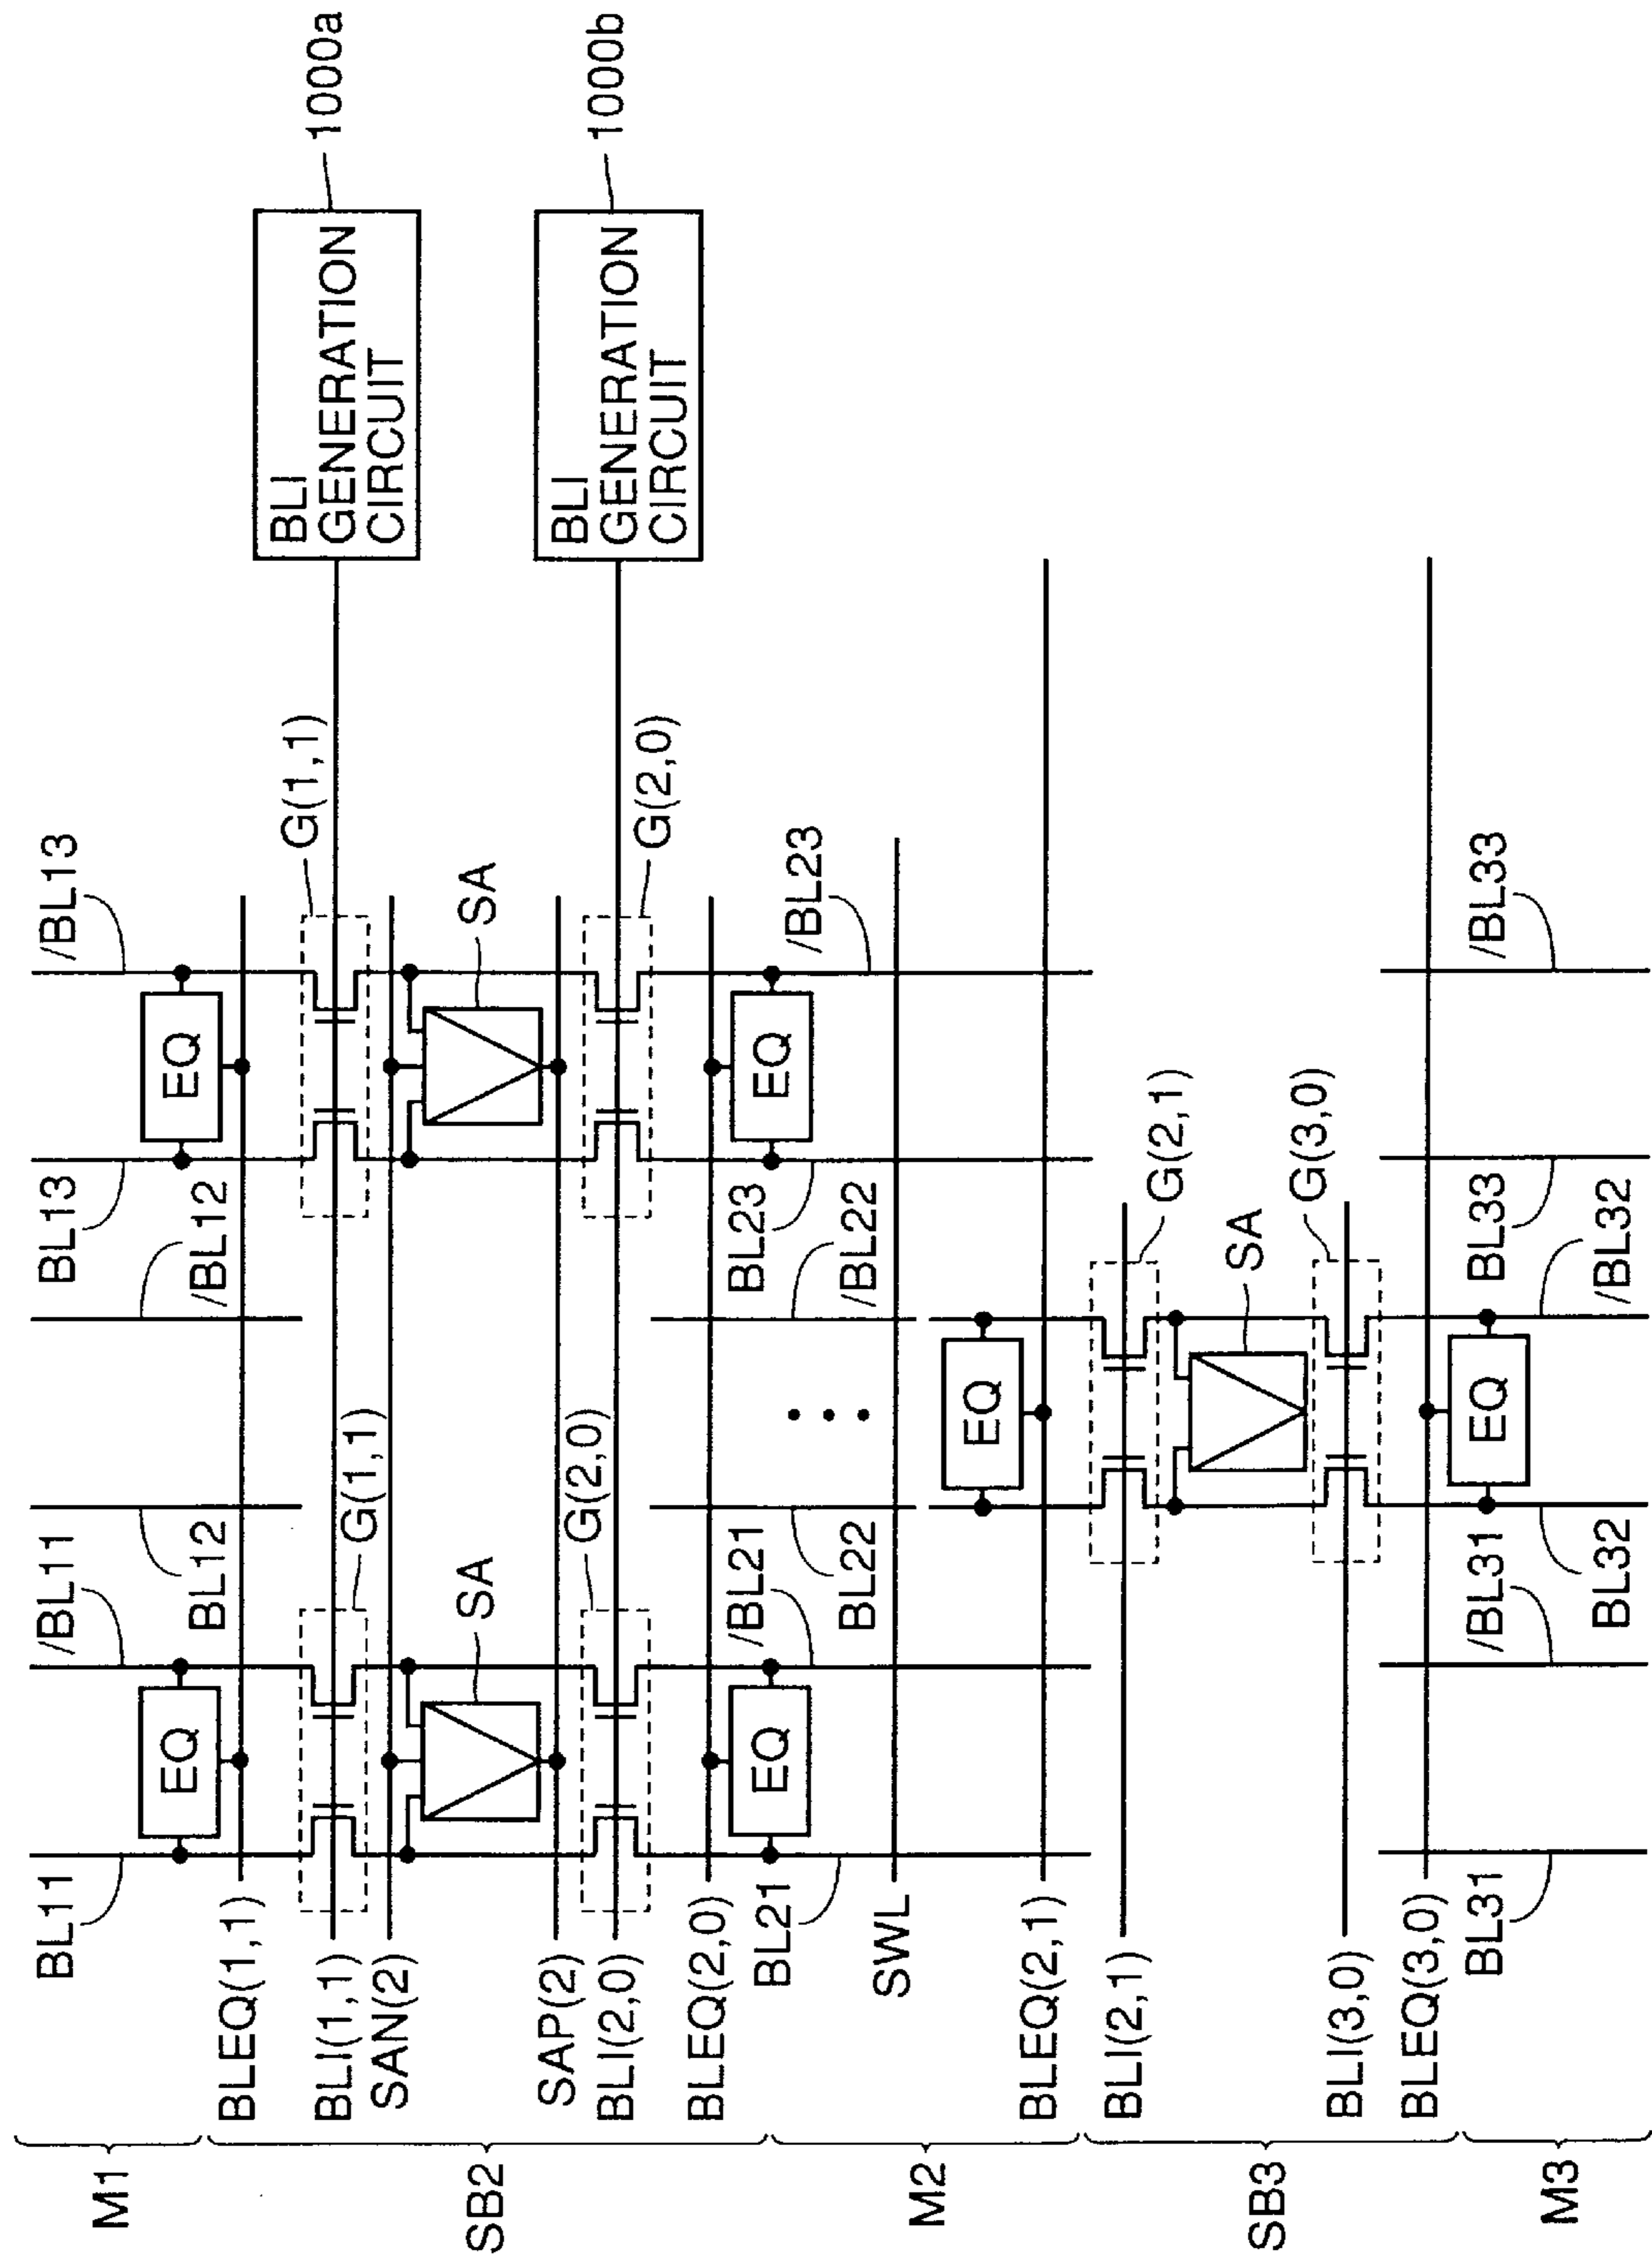 M1
SB2
M2
SB3
M3
BLEQ(1,1)
BLI(1,1)
SAN(2)
SAP(2)
BLI(2,0)
BLEQ(2,0)
BLEQ(2,1)
BLI(2,1)
BLI(3,0)
BLEQ(3,0)
BL11
/BL11
BL12
/BL12
BL13
/BL13
EQ
EQ
G(1,1)
G(1,1)
BLI
GENERATION
CIRCUIT
1000a
SA
SA
G(2,0)
G(2,0)
BLI
GENERATION
CIRCUIT
1000b
EQ
EQ
BL21
/BL21
BL22
/BL22
BL23
/BL23
SWL
EQ
G(2,1)
SA
G(3,0)
EQ
BL31
/BL31
BL32
/BL32
BL33
/BL33